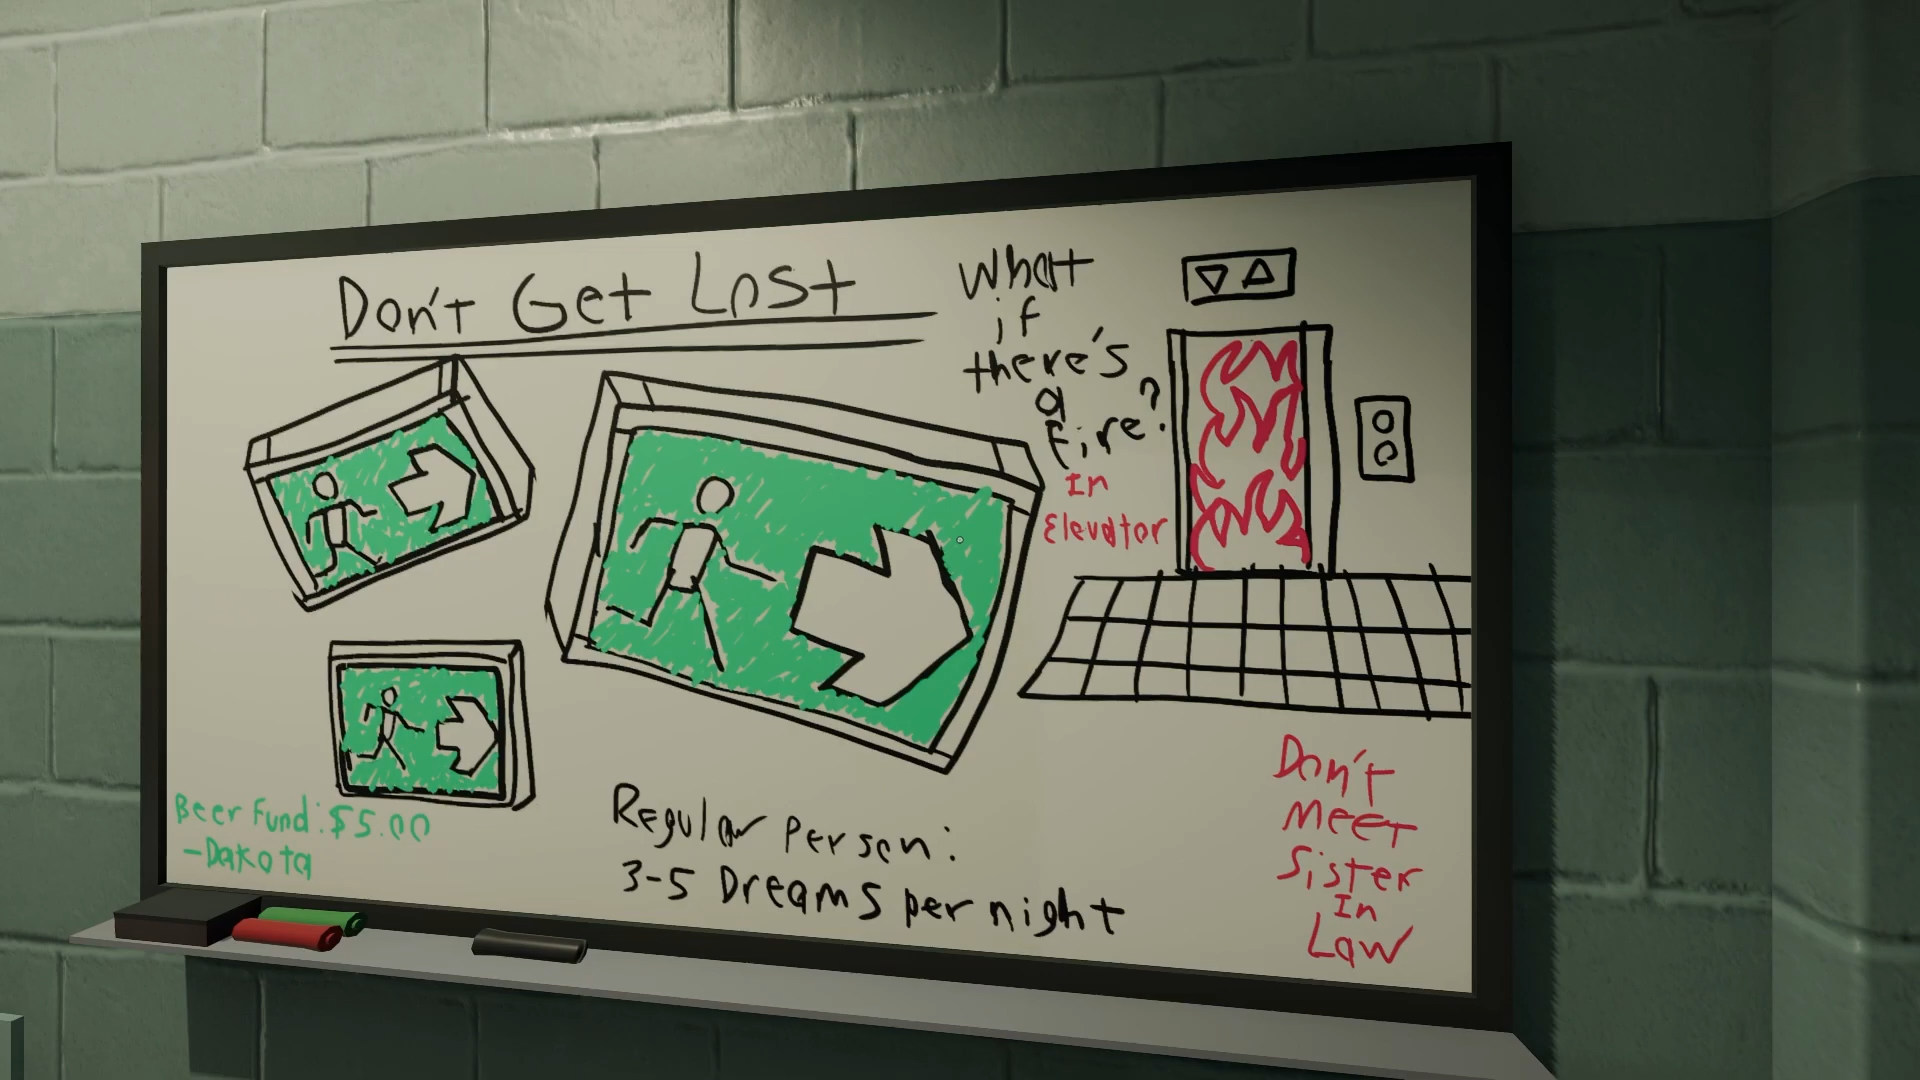 Don't Get Lost
What
if
there's
a
Fire?
In
Elevator
Beer Fund: $5.00
-Dakota
Regular Person:
3-5 Dreams per night
Don't
Meet
Sister
In
Law